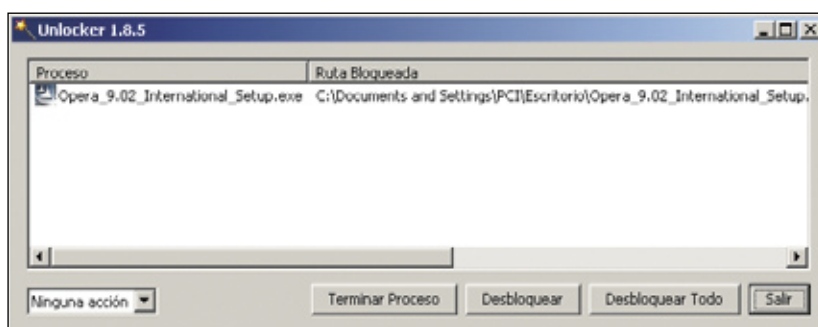 Unlocker 1.8.5
Proceso Ruta Bloqueada
Opera_9.02_International_Setup.exe C:\Documents and Settings\PCI\Escritorio\Opera_9.02_International_Setup.
Ninguna acción Terminar Proceso Desbloquear Desbloquear Todo Salir